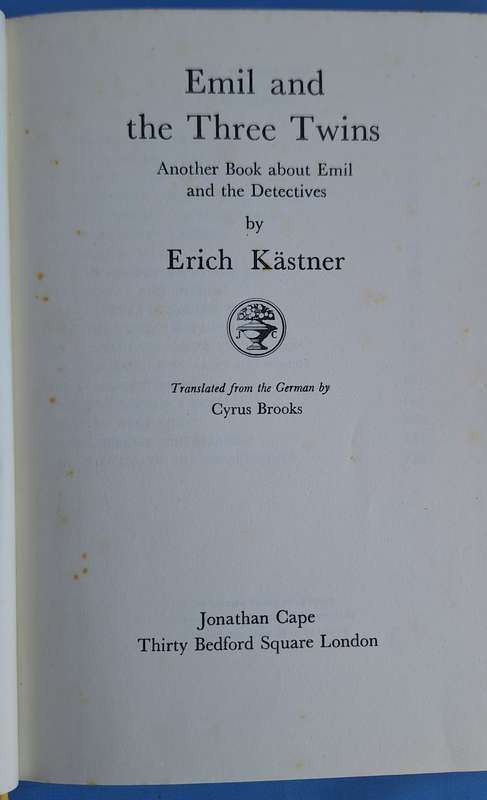 Emil and
the Three Twins
Another Book about Emil
and the Detectives
by
Erich Kästner
J C
Translated from the German by
Cyrus Brooks
Jonathan Cape
Thirty Bedford Square London